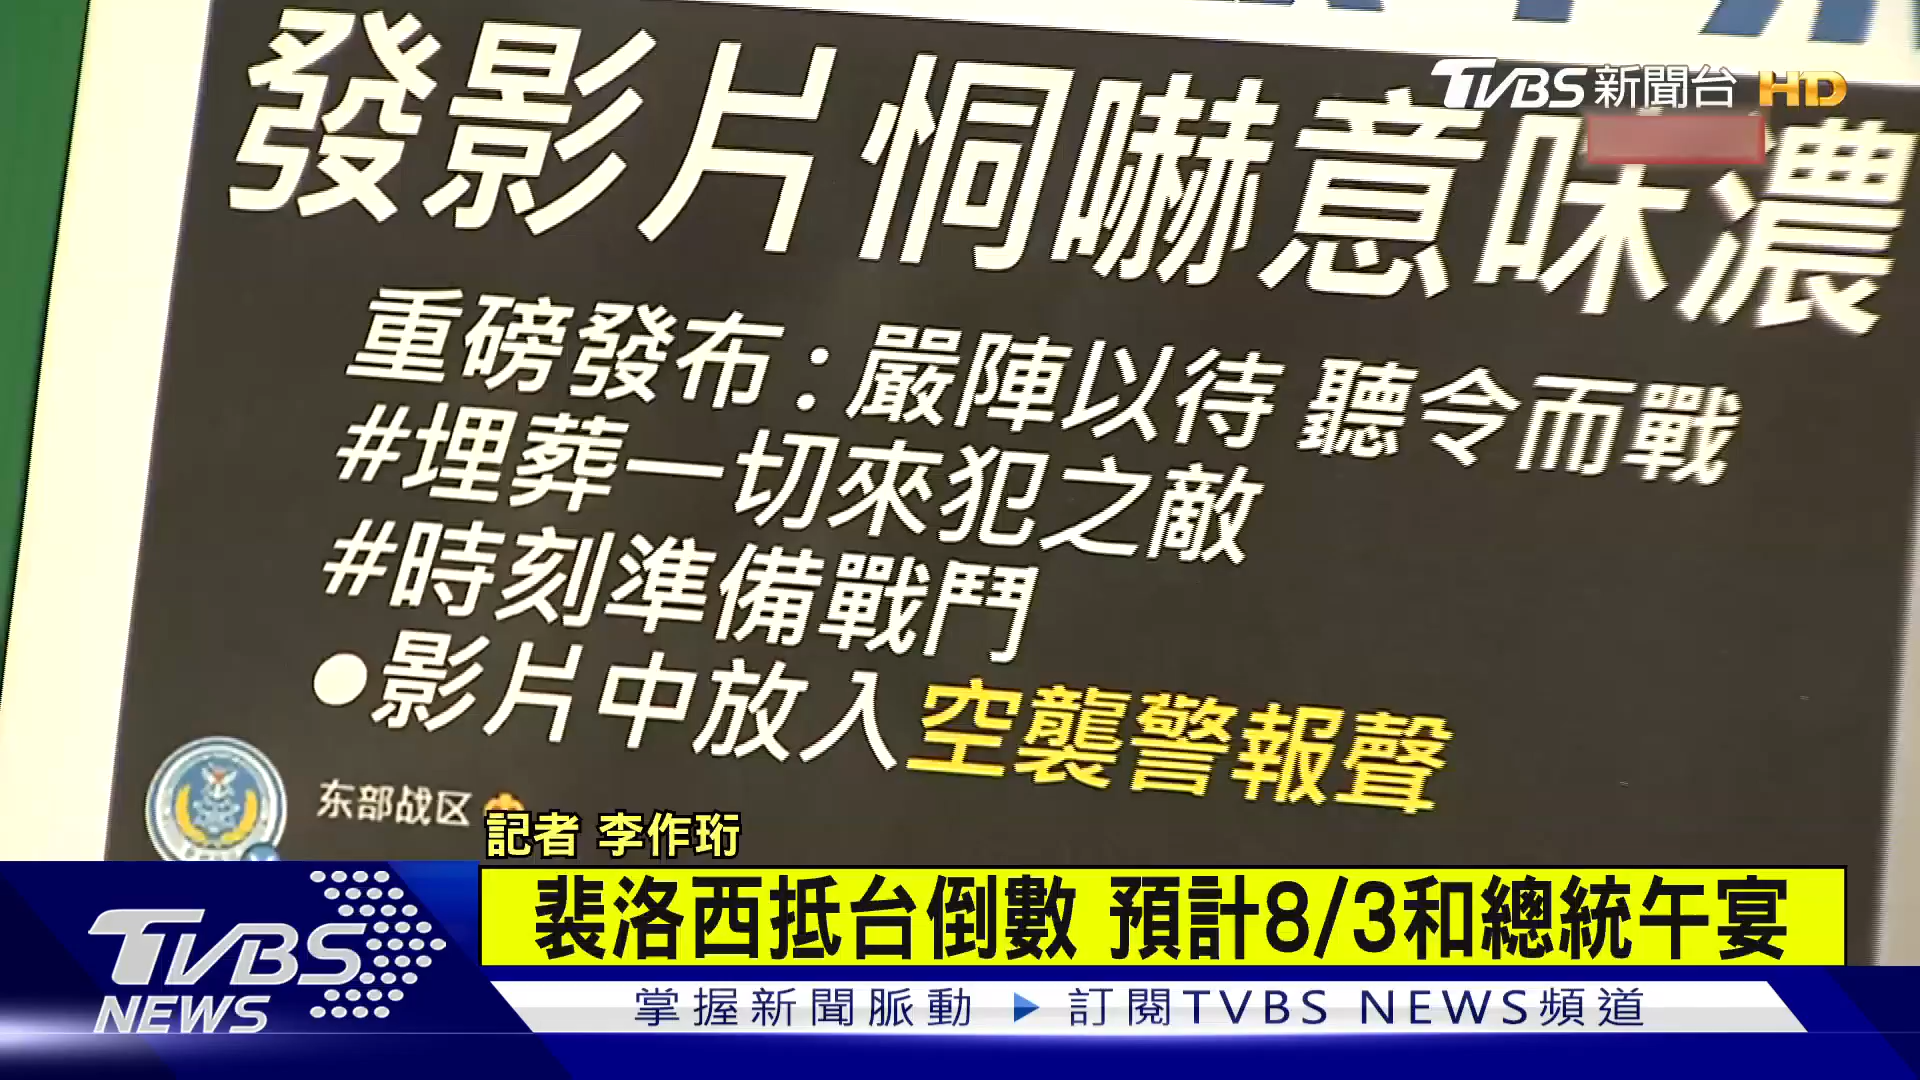 TVBS 新聞台 HD
發影片恫嚇意味濃
重磅發布：嚴陣以待 聽令而戰
#埋葬一切來犯之敵
#時刻準備戰鬥
●影片中放入空襲警報聲
东部战区
記者 李作珩
裴洛西抵台倒數 預計8/3和總統午宴
TVBS NEWS
掌握新聞脈動 ▶ 訂閱TVBS NEWS頻道